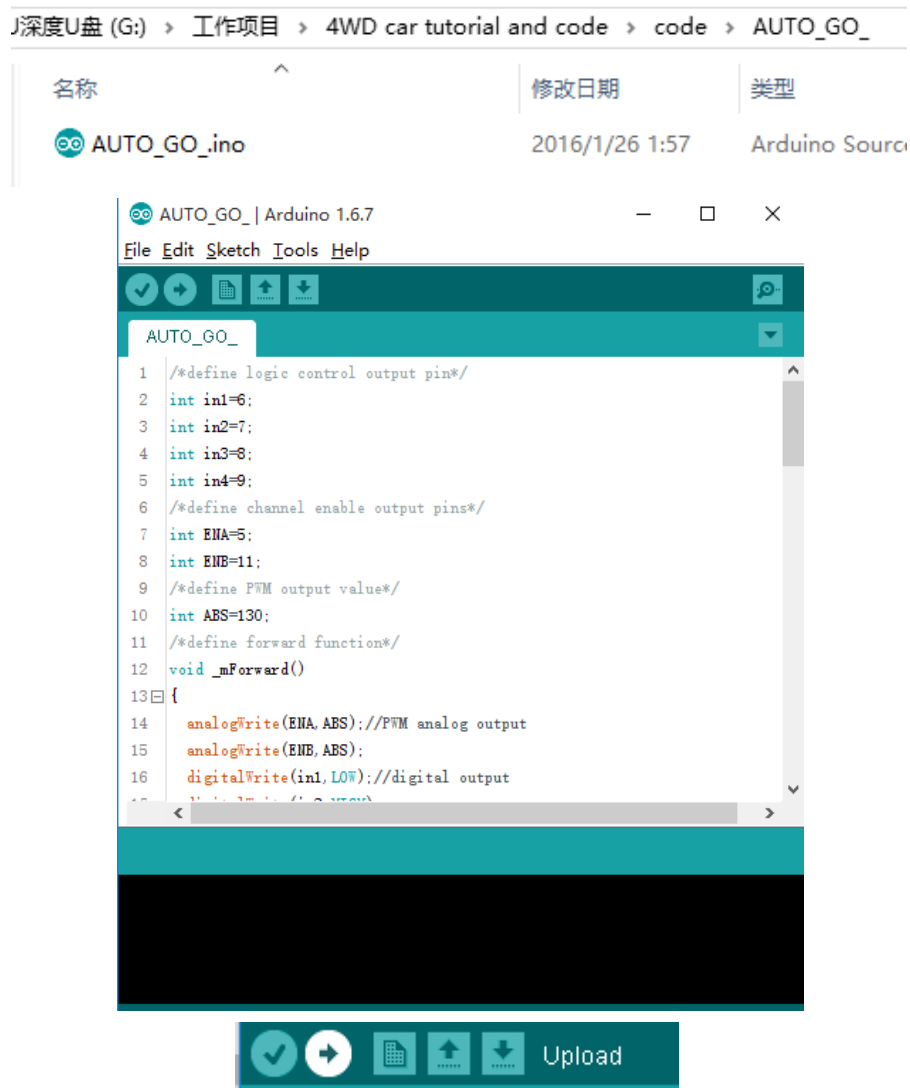 J深度U盘 (G:) › 工作项目 › 4WD car tutorial and code › code › AUTO_GO_
名称 修改日期 类型
AUTO_GO_.ino 2016/1/26 1:57 Arduino Source
AUTO_GO_ | Arduino 1.6.7
File Edit Sketch Tools Help
AUTO_GO_
1 /*define logic control output pin*/
2 int in1=6;
3 int in2=7;
4 int in3=8;
5 int in4=9;
6 /*define channel enable output pins*/
7 int ENA=5;
8 int ENB=11;
9 /*define PWM output value*/
10 int ABS=130;
11 /*define forward function*/
12 void _mForward()
13 {
14 analogWrite(ENA,ABS);//PWM analog output
15 analogWrite(ENB,ABS);
16 digitalWrite(in1,LOW);//digital output
Upload